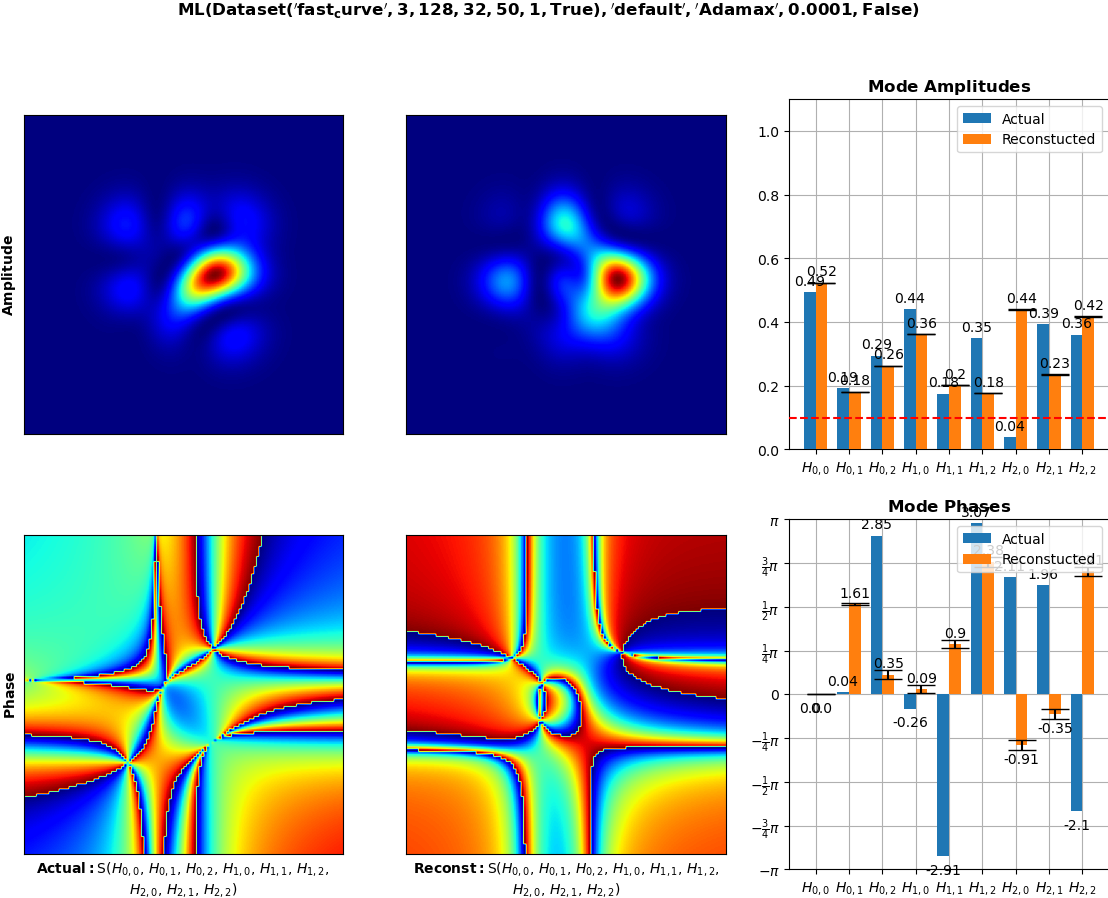 ML(Dataset('fast_curve', 3, 128, 32, 50, 1, True), 'default', 'Adamax', 0.0001, False)
Mode Amplitudes
Amplitude
Actual
Reconstucted
1.0
0.8
0.6
0.4
0.2
0.0
0.49 0.52
0.19 0.18
0.29 0.26
0.44 0.36
0.18 0.2
0.35 0.18
0.04 0.44
0.39 0.23
0.36 0.42
H0,0 H0,1 H0,2 H1,0 H1,1 H1,2 H2,0 H2,1 H2,2
Mode Phases
Phase
Actual
Reconstucted
π
3/4π
1/2π
1/4π
0
−1/4π
−1/2π
−3/4π
−π
0.0 0.0
0.04 1.61
2.85 0.35
-0.26 0.09
-2.91 0.9
3.07 2.38
2.11 -0.91
1.96 -0.35
-2.1
H0,0 H0,1 H0,2 H1,0 H1,1 H1,2 H2,0 H2,1 H2,2
Actual: S(H0,0, H0,1, H0,2, H1,0, H1,1, H1,2,
H2,0, H2,1, H2,2)
Reconst: S(H0,0, H0,1, H0,2, H1,0, H1,1, H1,2,
H2,0, H2,1, H2,2)